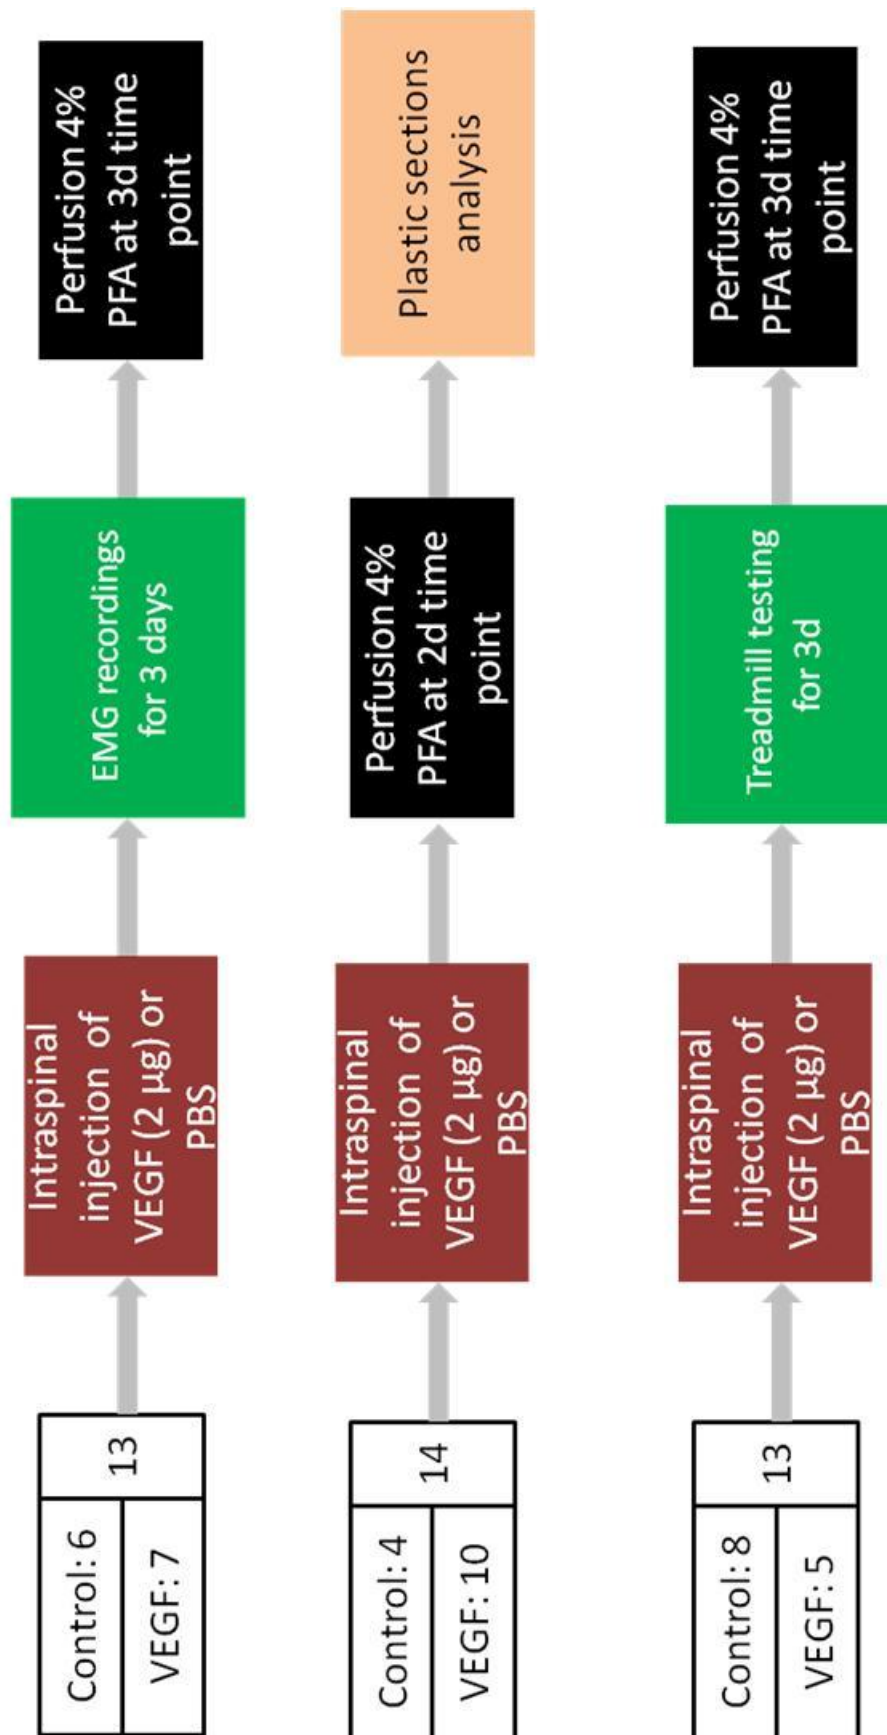 Control: 6
VEGF: 7
13
Intraspinal
injection of
VEGF (2 µg) or
PBS
EMG recordings
for 3 days
Perfusion 4%
PFA at 3d time
point
Control: 4
VEGF: 10
14
Intraspinal
injection of
VEGF (2 µg) or
PBS
Perfusion 4%
PFA at 2d time
point
Plastic sections
analysis
Control: 8
VEGF: 5
13
Intraspinal
injection of
VEGF (2 µg) or
PBS
Treadmill testing
for 3d
Perfusion 4%
PFA at 3d time
point